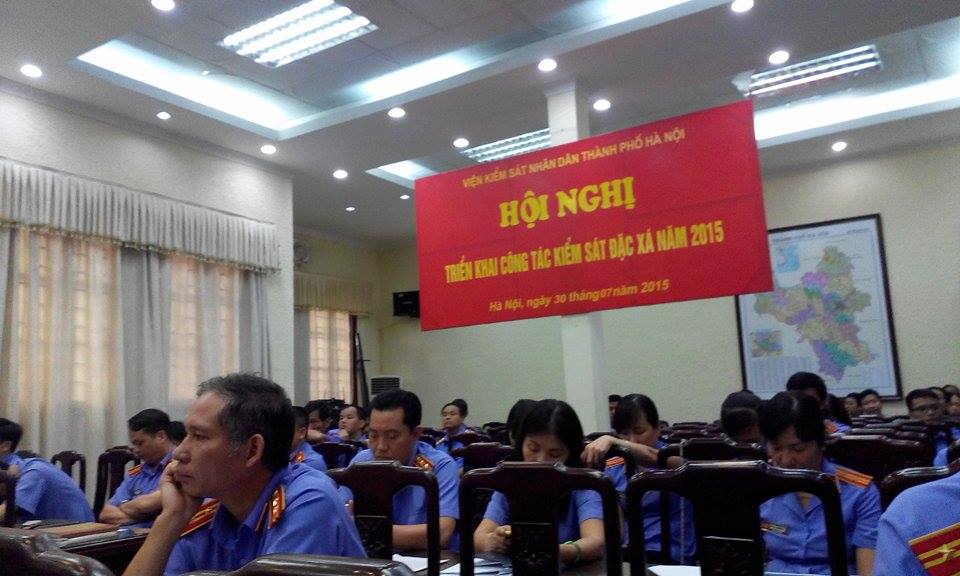 VIỆN KIỂM SÁT NHÂN DÂN THÀNH PHỐ HÀ NỘI
HỘI NGHỊ
TRIỂN KHAI CÔNG TÁC KIỂM SÁT ĐẶC XÁ NĂM 2015
Hà Nội, ngày 30 tháng 07 năm 2015